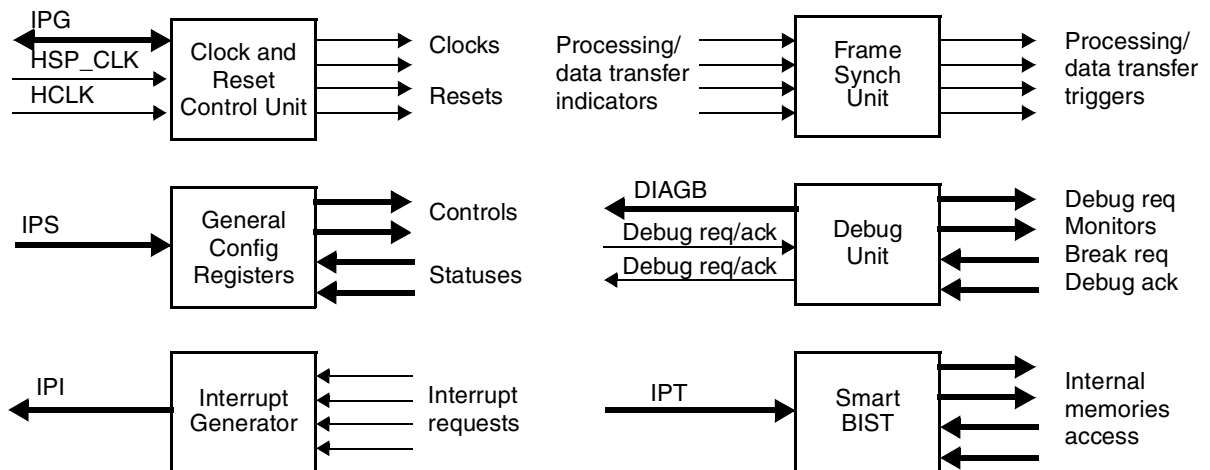 IPG
HSP_CLK
HCLK
Clock and
Reset
Control Unit
Clocks
Resets
Processing/
data transfer
indicators
Frame
Synch
Unit
Processing/
data transfer
triggers
IPS
General
Config
Registers
Controls
Statuses
DIAGB
Debug req/ack
Debug req/ack
Debug
Unit
Debug req
Monitors
Break req
Debug ack
IPI
Interrupt
Generator
Interrupt
requests
IPT
Smart
BIST
Internal
memories
access